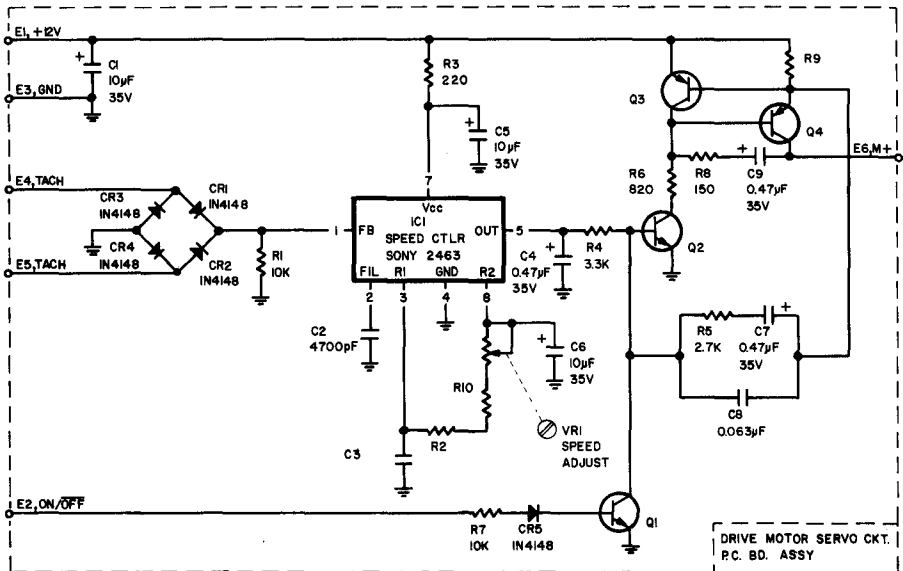 E1, +12V
+
C1
10µF
35V
E3, GND
R3
220
+
C5
10µF
35V
R9
Q3
Q4
E6, M+
R6
820
R8
150
+
C9
0.47µF
35V
E4, TACH
CR3
IN4148
CR1
IN4148
CR4
IN4148
CR2
IN4148
E5, TACH
R1
10K
7
Vcc
IC1
SPEED CTLR
SONY 2463
1
FB
OUT
5
FIL
R1
GND
R2
2
3
4
6
+
C4
0.47µF
35V
R4
3.3K
Q2
C2
4700pF
+
C6
10µF
35V
R10
R2
C3
VR1
SPEED
ADJUST
R5
2.7K
C7
+
0.47µF
35V
C8
0.063µF
E2, ON/OFF
R7
10K
CR5
IN4148
Q1
DRIVE MOTOR SERVO CKT.
P.C. BD. ASSY